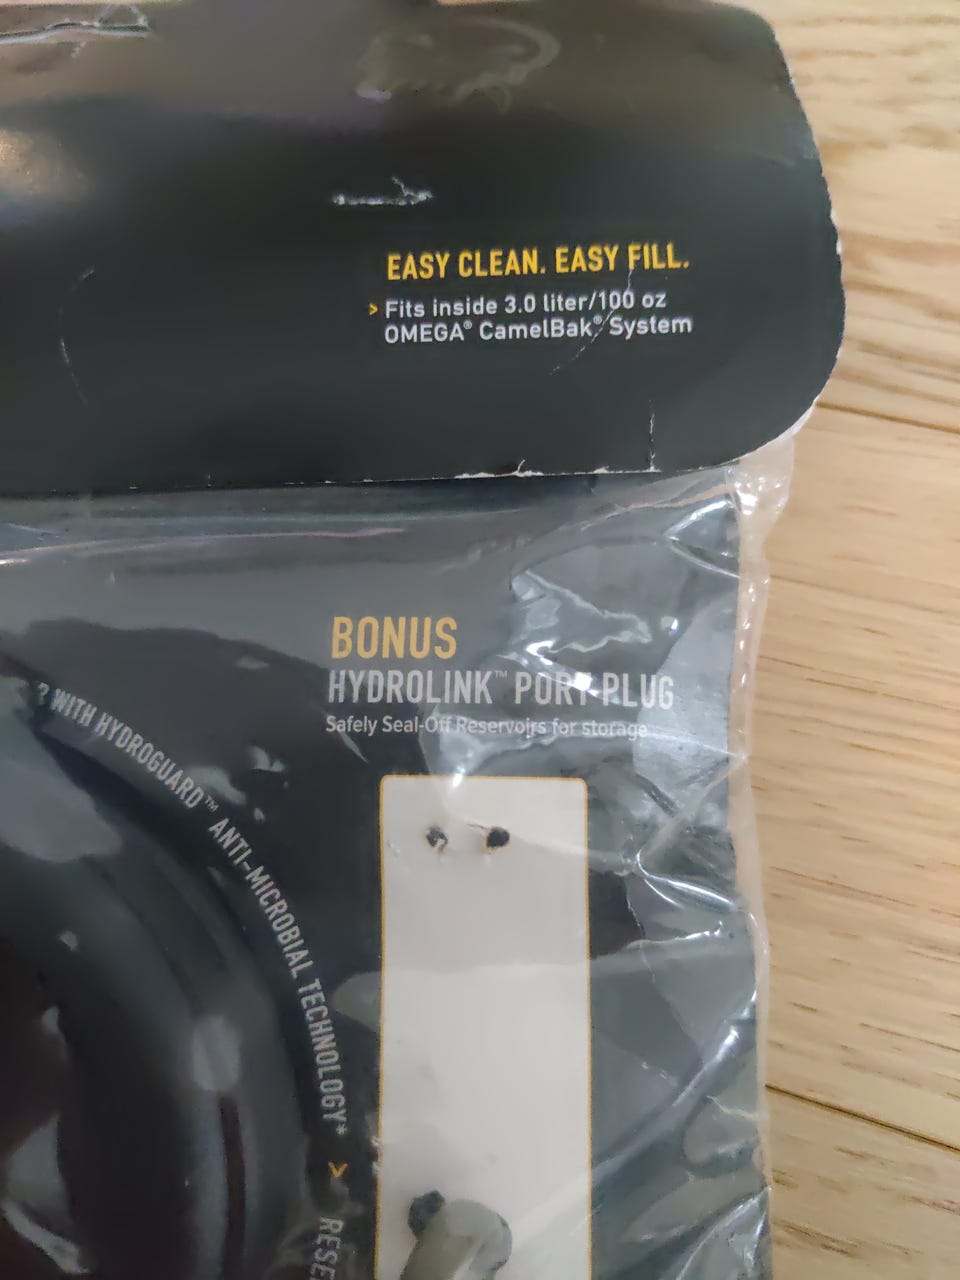 EASY CLEAN. EASY FILL.
> Fits inside 3.0 liter/100 oz
OMEGA® CamelBak® System
BONUS
HYDROLINK™ PORT PLUG
Safely Seal-Off Reservoirs for storage
WITH HYDROGUARD™ ANTI-MICROBIAL TECHNOLOGY*
>